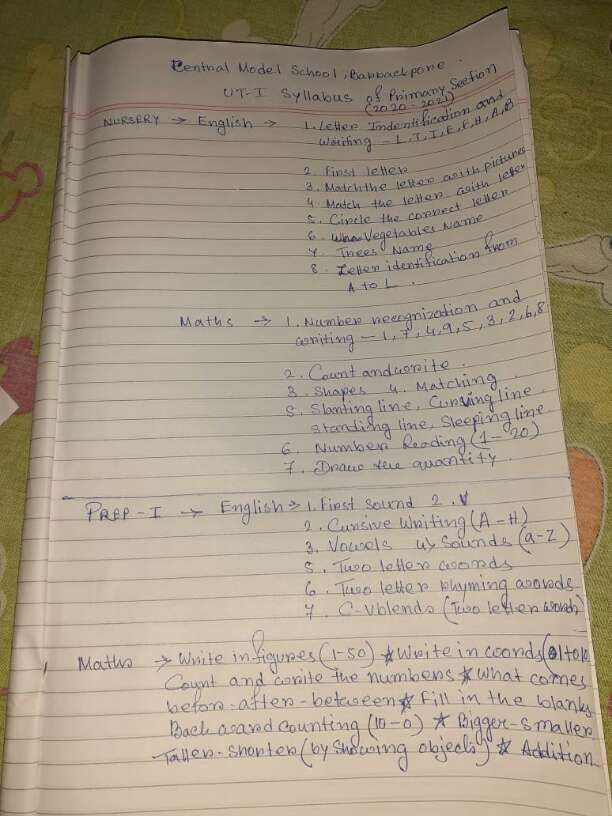 Central Model School, Barrackpore.
UT-I Syllabus of Primary Section
(2020-2021)
NURSERY → English → 1. Letter Indentification and
writing - L, T, I, E, F, H, A, B
2. First letter
3. Match the letter with pictures
4. Match the letter with letter
5. Circle the correct letter
6. Vegetables Name
7. Trees Name
8. Letter identification from
A to L.
Maths → 1. Number recognization and
writing - 1, 7, 4, 9, 5, 3, 2, 6, 8
2. Count and write.
3. Shapes 4. Matching.
5. Slanting line, Curving line
standing line, Sleeping line.
6. Number Reading (1-20)
7. Draw the quantity.
PREP-I → English → 1. First Sound 2.
2. Cursive Writing (A-H)
3. Vowels 4) Sounds (a-z)
5. Two letter words
6. Two letter rhyming words
7. C-V blends (Two letter words)
Maths → Write in figures (1-50) ★ Write in words (1 to 10
Count and write the numbers ★ What comes
before-after-between ★ Fill in the blanks
Backward counting (10-0) ★ Bigger-smaller
Taller-shorter (by showing objects) ★ Addition